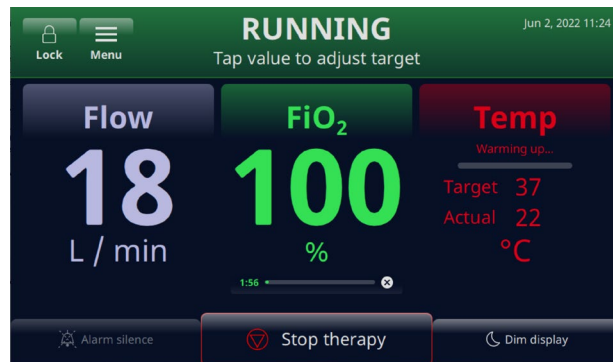 RUNNING
Jun 2, 2022 11:24
Lock
Menu
Tap value to adjust target
Flow
18
L / min
FiO₂
100
%
1:56
Temp
Warming up...
Target 37
Actual 22
°C
Alarm silence
Stop therapy
Dim display